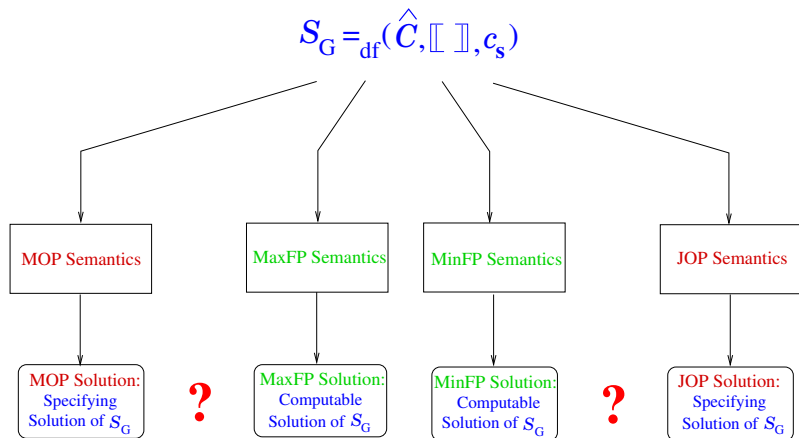 S_G =_df (Ĉ, ⟦ ⟧, c_s)
MOP Semantics
MaxFP Semantics
MinFP Semantics
JOP Semantics
MOP Solution:
Specifying
Solution of S_G
?
MaxFP Solution:
Computable
Solution of S_G
MinFP Solution:
Computable
Solution of S_G
?
JOP Solution:
Specifying
Solution of S_G